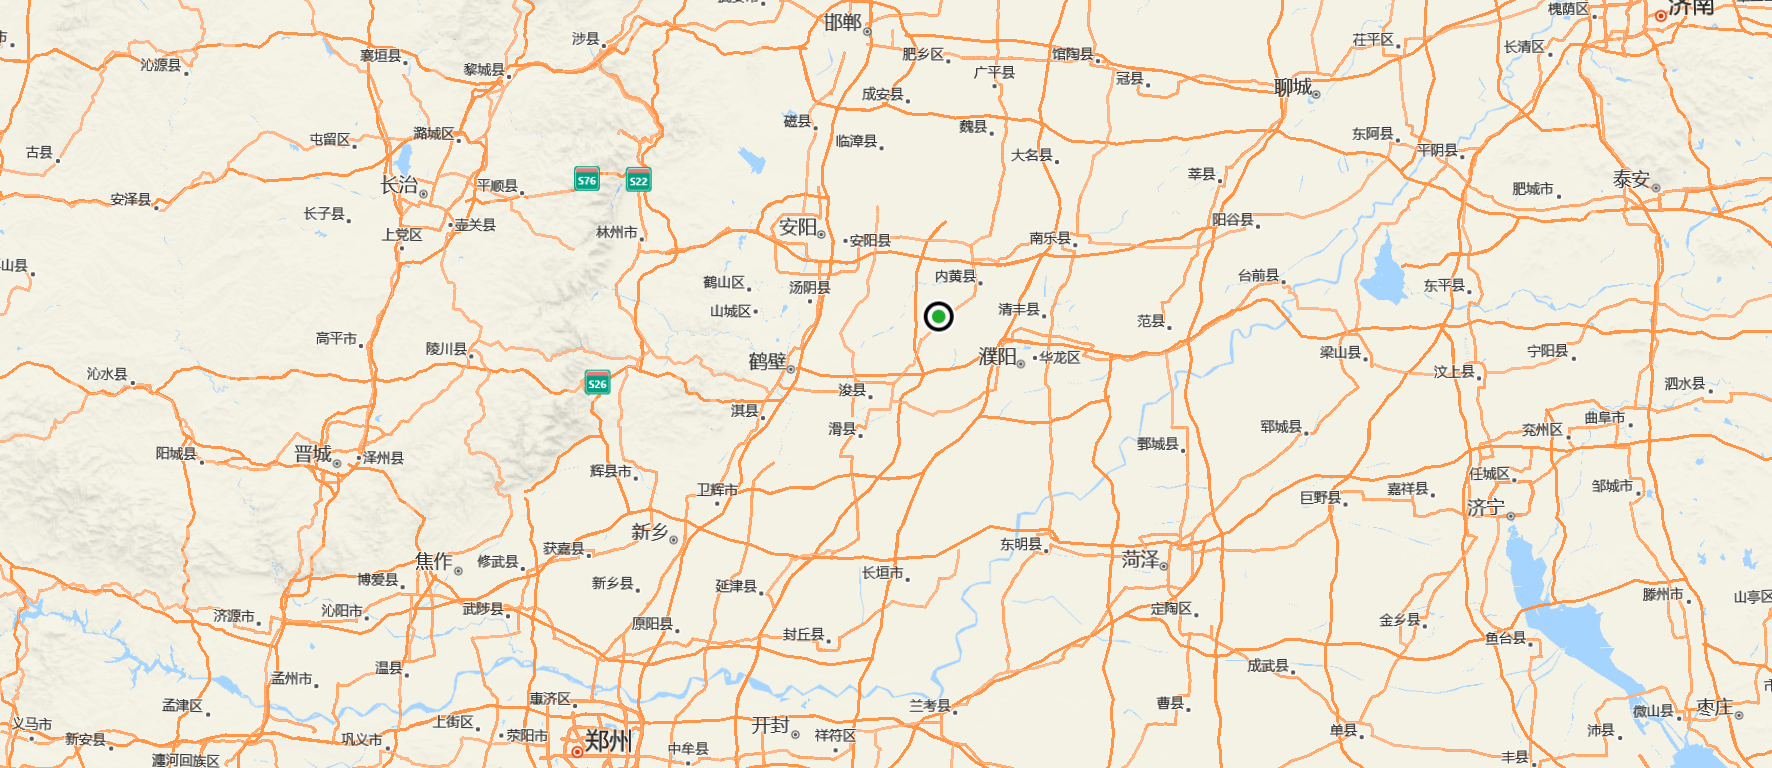 邯郸
济南
槐荫区
涉县
肥乡区
馆陶县
茌平区
长清区
襄垣县
沁源县
黎城县
广平县
冠县
聊城
成安县
磁县
魏县
临漳县
潞城区
屯留区
东阿县
平阴县
古县
大名县
莘县
S76
S22
长治
平顺县
肥城市
泰安
安泽县
长子县
壶关县
上党区
林州市
安阳
安阳县
南乐县
阳谷县
山县
鹤山区
汤阴县
内黄县
台前县
东平县
山城区
清丰县
范县
高平市
陵川县
鹤壁
濮阳
华龙区
梁山县
宁阳县
沁水县
S26
浚县
汶上县
泗水县
淇县
滑县
郓城县
兖州区
曲阜市
阳城县
晋城
泽州县
鄄城县
辉县市
卫辉市
任城区
巨野县
嘉祥县
邹城市
济宁
新乡
获嘉县
东明县
菏泽
焦作
修武县
博爱县
新乡县
延津县
长垣市
济源市
沁阳市
武陟县
定陶区
滕州市
山亭区
原阳县
封丘县
金乡县
鱼台县
温县
孟州市
成武县
孟津区
惠济区
兰考县
曹县
微山县
枣庄
义马市
新安县
上街区
荥阳市
郑州
开封
祥符区
巩义市
中牟县
单县
沛县
瀍河回族区
丰县